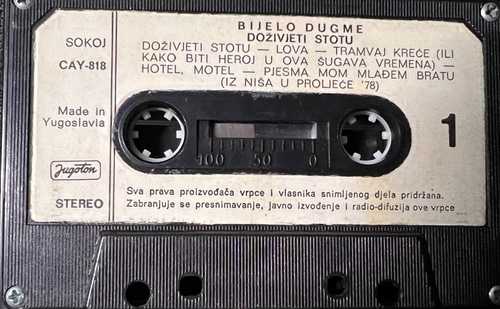 BIJELO DUGME
SOKOJ
DOŽIVJETI STOTU
CAY-818
DOŽIVJETI STOTU — LOVA — TRAMVAJ KREĆE (ILI
KAKO BITI HEROJ U OVA ŠUGAVA VREMENA) —
HOTEL, MOTEL — PJESMA MOM MLAĐEM BRATU
(IZ NIŠA U PROLJEĆE '78)
Made in
Yugoslavia
1
100 50 0
Jugoton
STEREO
Sva prava proizvođača vrpce i vlasnika snimljenog djela pridržana.
Zabranjuje se presnimavanje, javno izvođenje i radio-difuzija ove vrpce